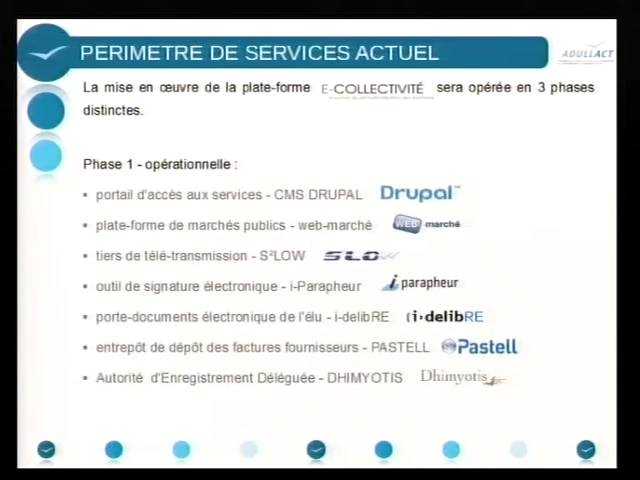 PERIMETRE DE SERVICES ACTUEL
ADULLACT
La mise en œuvre de la plate-forme E-COLLECTIVITÉ sera opérée en 3 phases
distinctes.
Phase 1 - opérationnelle :
• portail d'accès aux services - CMS DRUPAL Drupal™
• plate-forme de marchés publics - web-marché WEB marché
• tiers de télé-transmission - S²LOW SLOW
• outil de signature électronique - i-Parapheur i parapheur
• porte-documents électronique de l'élu - i-delibRE i·delibRE
• entrepôt de dépôt des factures fournisseurs - PASTELL Pastell
• Autorité d'Enregistrement Déléguée - DHIMYOTIS Dhimyotis